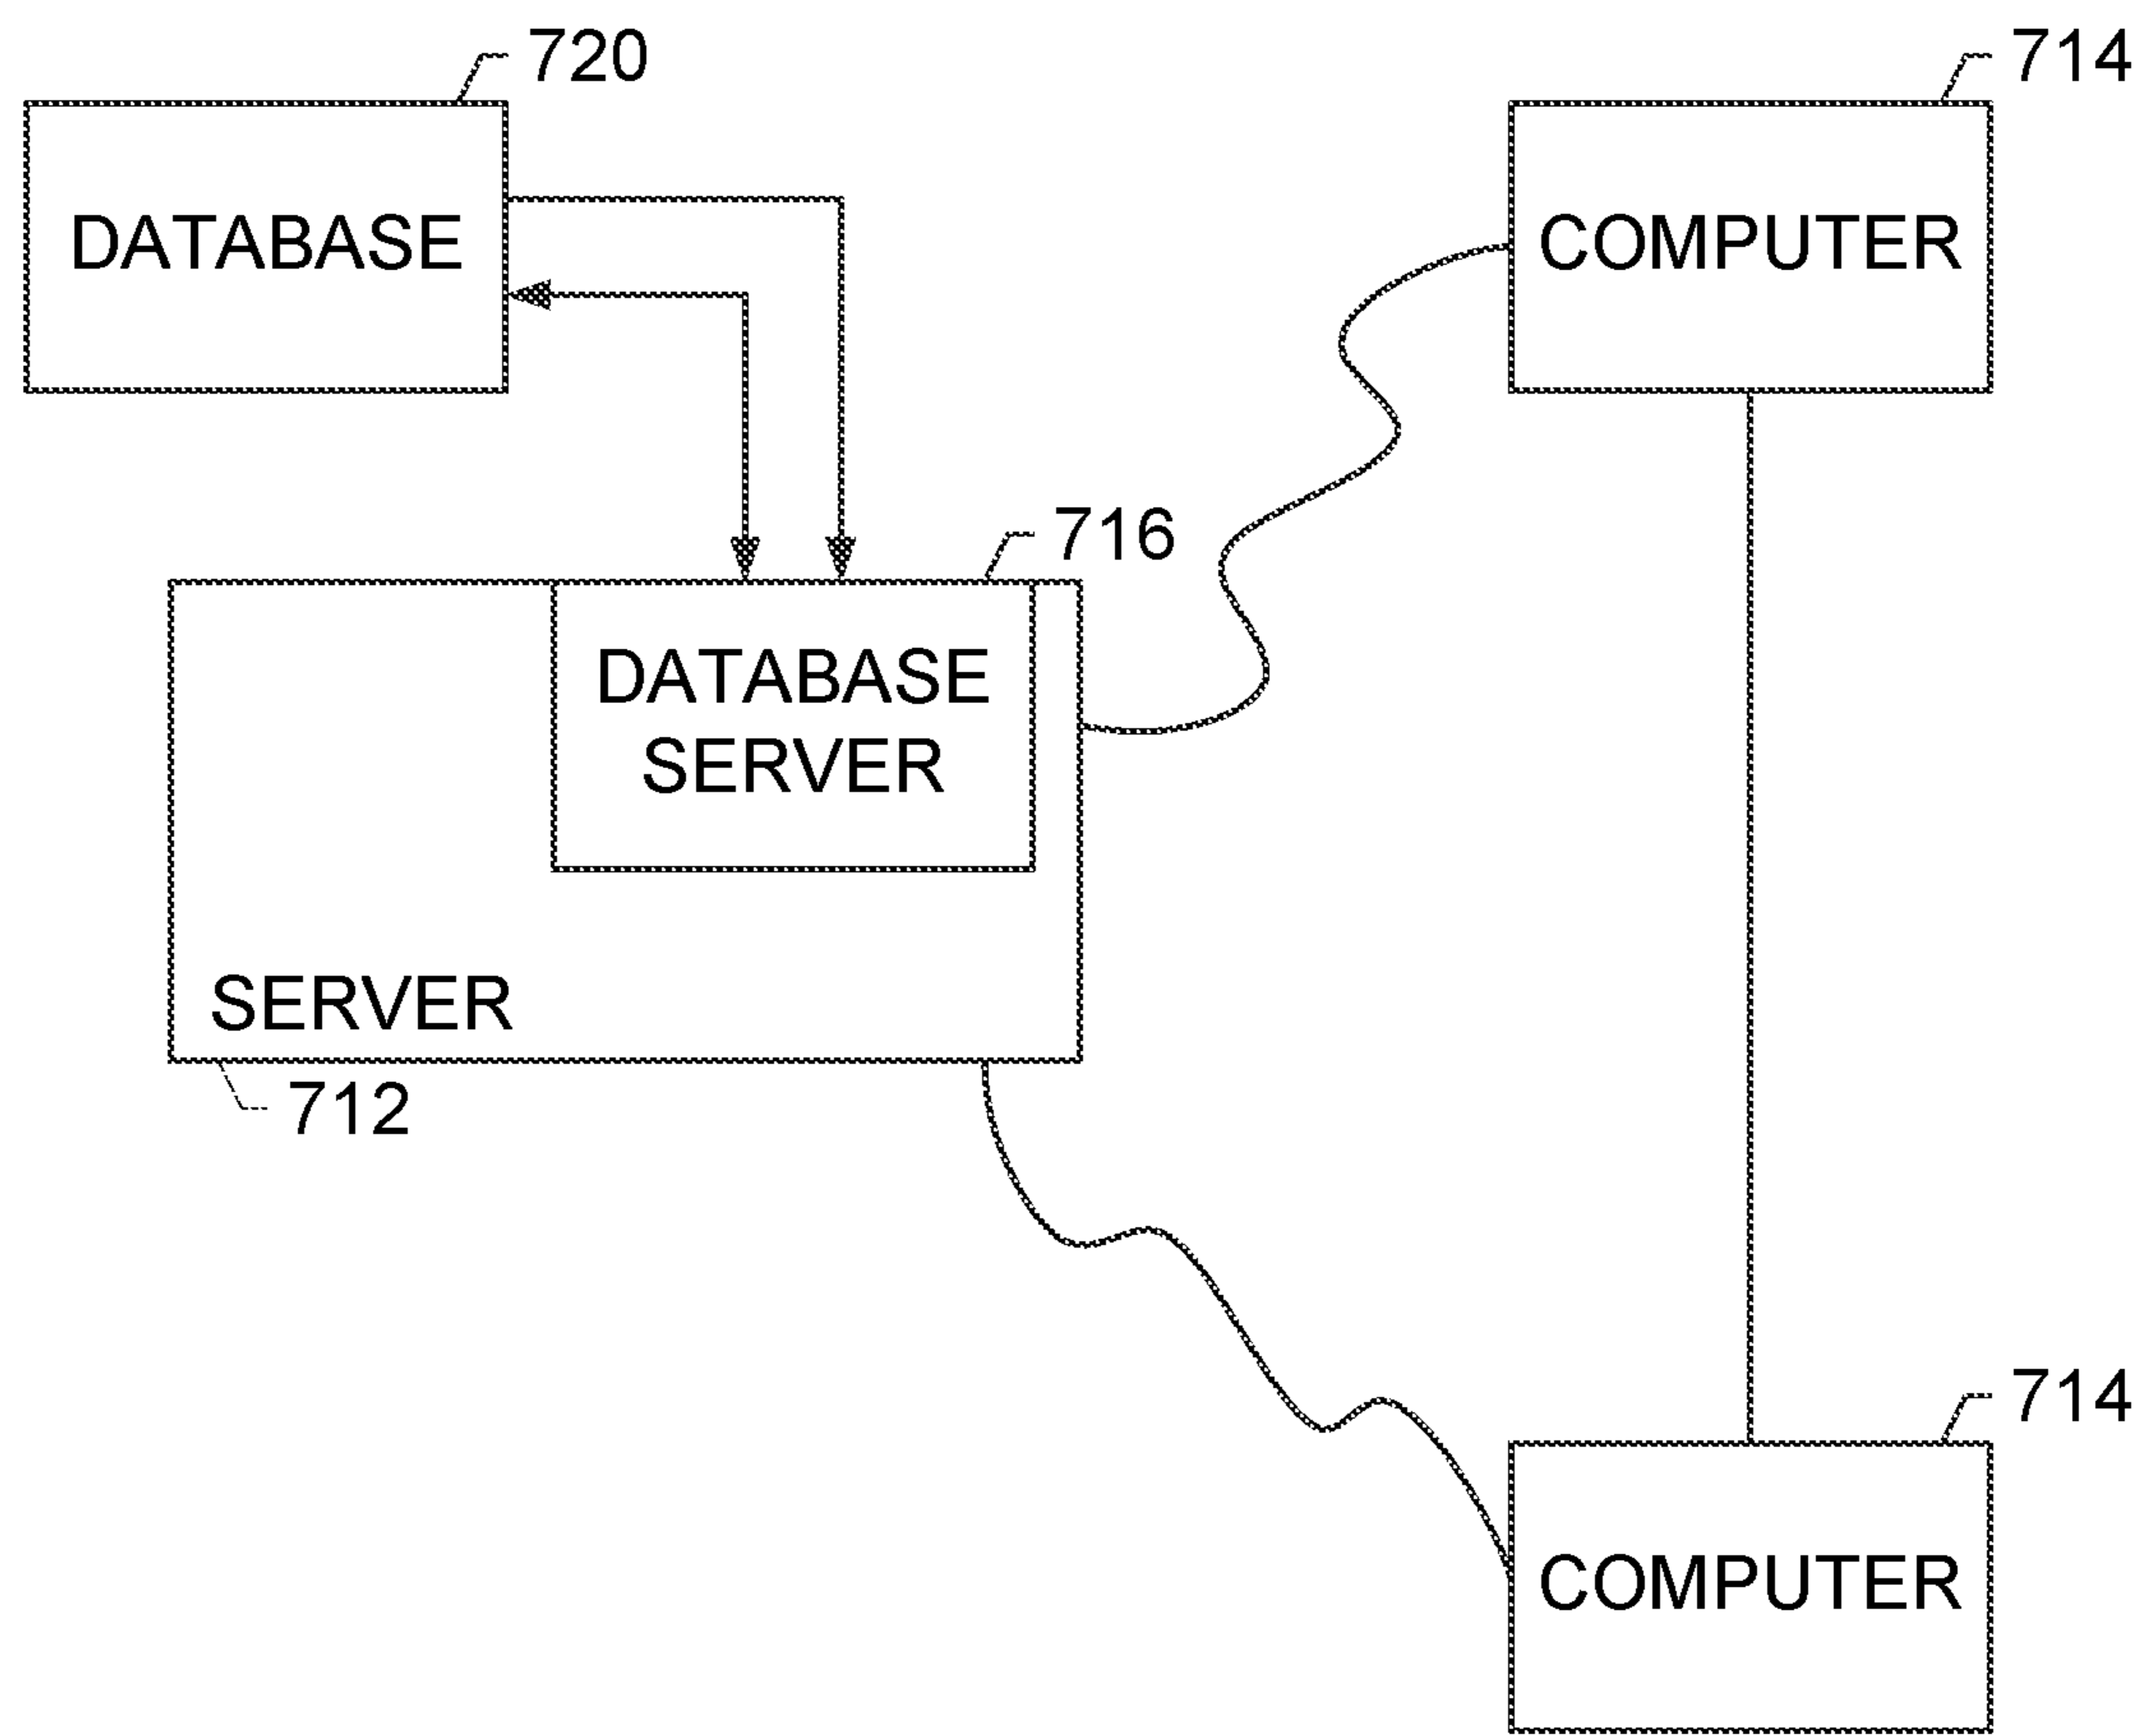 720
714
DATABASE
COMPUTER
716
DATABASE
SERVER
SERVER
712
714
COMPUTER